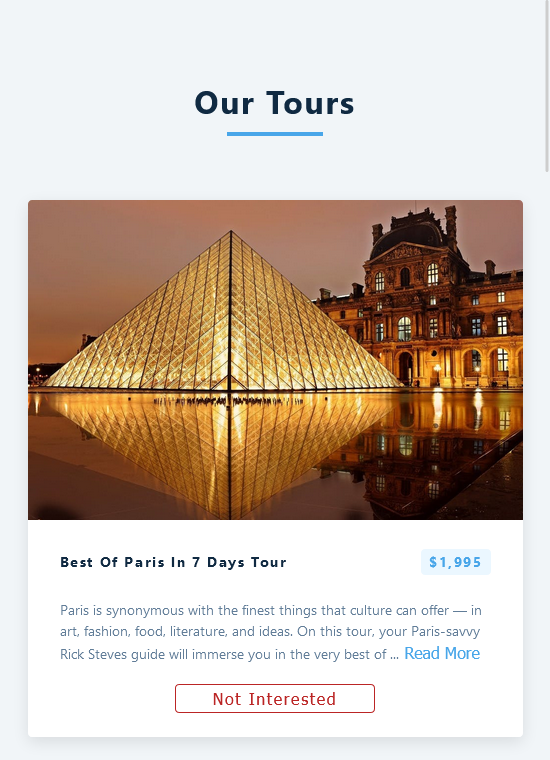 Our Tours
Best Of Paris In 7 Days Tour
$1,995
Paris is synonymous with the finest things that culture can offer — in
art, fashion, food, literature, and ideas. On this tour, your Paris-savvy
Rick Steves guide will immerse you in the very best of ... Read More
Not Interested